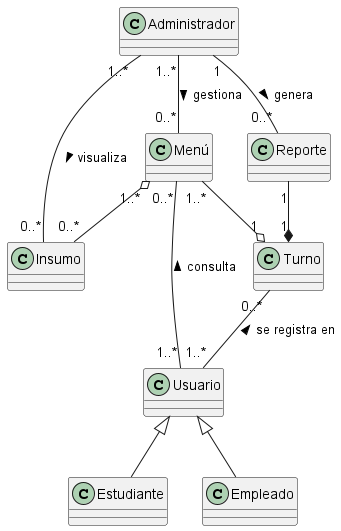 C Administrador
1..* 1..* 1
gestiona genera
0..* 0..*
C Menú C Reporte
visualiza
1..* 0..* 1..* 1
0..* 0..* 1 1
C Insumo C Turno
consulta
0..*
se registra en
1..* 1..*
C Usuario
C Estudiante C Empleado